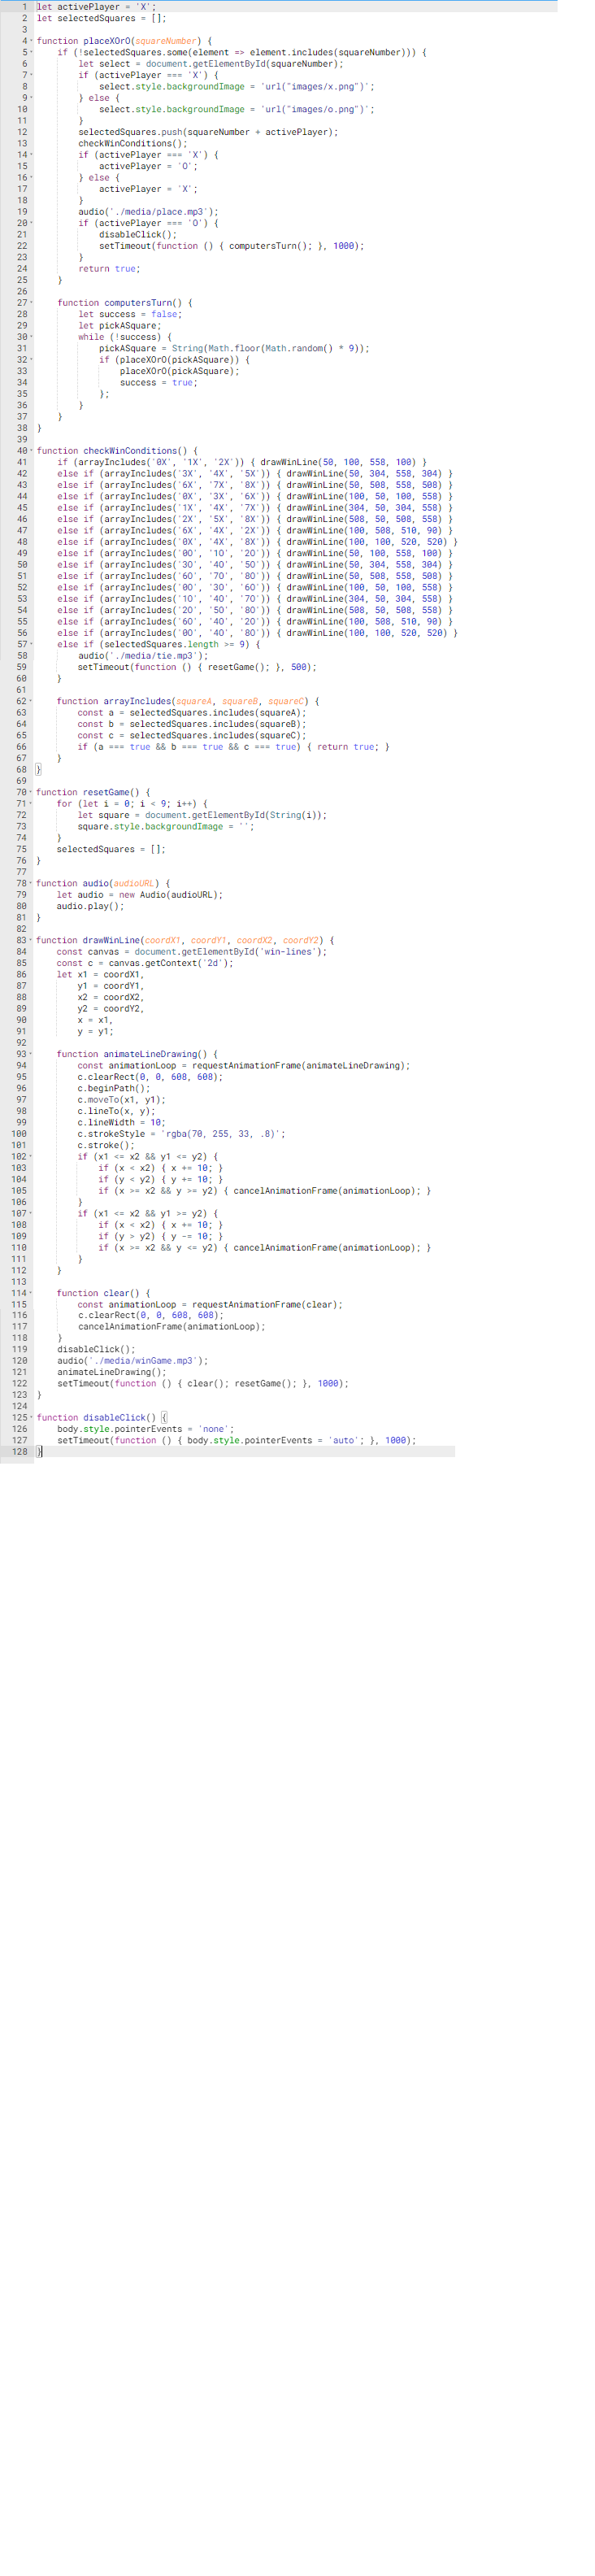 1 let activePlayer = 'X';
2 let selectedSquares = [];
3
4 function placeXOrO(squareNumber) {
5     if (!selectedSquares.some(element => element.includes(squareNumber))) {
6         let select = document.getElementById(squareNumber);
7         if (activePlayer === 'X') {
8             select.style.backgroundImage = 'url("images/x.png")';
9         } else {
10             select.style.backgroundImage = 'url("images/o.png")';
11         }
12         selectedSquares.push(squareNumber + activePlayer);
13         checkWinConditions();
14         if (activePlayer === 'X') {
15             activePlayer = 'O';
16         } else {
17             activePlayer = 'X';
18         }
19         audio('./media/place.mp3');
20         if (activePlayer === 'O') {
21             disableClick();
22             setTimeout(function () { computersTurn(); }, 1000);
23         }
24         return true;
25     }
26
27     function computersTurn() {
28         let success = false;
29         let pickASquare;
30         while (!success) {
31             pickASquare = String(Math.floor(Math.random() * 9));
32             if (placeXOrO(pickASquare)) {
33                 placeXOrO(pickASquare);
34                 success = true;
35             };
36         }
37     }
38 }
39
40 function checkWinConditions() {
41     if (arrayIncludes('0X', '1X', '2X')) { drawWinLine(50, 100, 558, 100) }
42     else if (arrayIncludes('3X', '4X', '5X')) { drawWinLine(50, 304, 558, 304) }
43     else if (arrayIncludes('6X', '7X', '8X')) { drawWinLine(50, 508, 558, 508) }
44     else if (arrayIncludes('0X', '3X', '6X')) { drawWinLine(100, 50, 100, 558) }
45     else if (arrayIncludes('1X', '4X', '7X')) { drawWinLine(304, 50, 304, 558) }
46     else if (arrayIncludes('2X', '5X', '8X')) { drawWinLine(508, 50, 508, 558) }
47     else if (arrayIncludes('6X', '4X', '2X')) { drawWinLine(100, 508, 510, 90) }
48     else if (arrayIncludes('0X', '4X', '8X')) { drawWinLine(100, 100, 520, 520) }
49     else if (arrayIncludes('0O', '1O', '2O')) { drawWinLine(50, 100, 558, 100) }
50     else if (arrayIncludes('3O', '4O', '5O')) { drawWinLine(50, 304, 558, 304) }
51     else if (arrayIncludes('6O', '7O', '8O')) { drawWinLine(50, 508, 558, 508) }
52     else if (arrayIncludes('0O', '3O', '6O')) { drawWinLine(100, 50, 100, 558) }
53     else if (arrayIncludes('1O', '4O', '7O')) { drawWinLine(304, 50, 304, 558) }
54     else if (arrayIncludes('2O', '5O', '8O')) { drawWinLine(508, 50, 508, 558) }
55     else if (arrayIncludes('6O', '4O', '2O')) { drawWinLine(100, 508, 510, 90) }
56     else if (arrayIncludes('0O', '4O', '8O')) { drawWinLine(100, 100, 520, 520) }
57     else if (selectedSquares.length >= 9) {
58         audio('./media/tie.mp3');
59         setTimeout(function () { resetGame(); }, 500);
60     }
61
62     function arrayIncludes(squareA, squareB, squareC) {
63         const a = selectedSquares.includes(squareA);
64         const b = selectedSquares.includes(squareB);
65         const c = selectedSquares.includes(squareC);
66         if (a === true && b === true && c === true) { return true; }
67     }
68 }
69
70 function resetGame() {
71     for (let i = 0; i < 9; i++) {
72         let square = document.getElementById(String(i));
73         square.style.backgroundImage = '';
74     }
75     selectedSquares = [];
76 }
77
78 function audio(audioURL) {
79     let audio = new Audio(audioURL);
80     audio.play();
81 }
82
83 function drawWinLine(coordX1, coordY1, coordX2, coordY2) {
84     const canvas = document.getElementById('win-lines');
85     const c = canvas.getContext('2d');
86     let x1 = coordX1,
87         y1 = coordY1,
88         x2 = coordX2,
89         y2 = coordY2,
90         x = x1,
91         y = y1;
92
93     function animateLineDrawing() {
94         const animationLoop = requestAnimationFrame(animateLineDrawing);
95         c.clearRect(0, 0, 608, 608);
96         c.beginPath();
97         c.moveTo(x1, y1);
98         c.lineTo(x, y);
99         c.lineWidth = 10;
100         c.strokeStyle = 'rgba(70, 255, 33, .8)';
101         c.stroke();
102         if (x1 <= x2 && y1 <= y2) {
103             if (x < x2) { x += 10; }
104             if (y < y2) { y += 10; }
105             if (x >= x2 && y >= y2) { cancelAnimationFrame(animationLoop); }
106         }
107         if (x1 <= x2 && y1 >= y2) {
108             if (x < x2) { x += 10; }
109             if (y > y2) { y -= 10; }
110             if (x >= x2 && y <= y2) { cancelAnimationFrame(animationLoop); }
111         }
112     }
113
114     function clear() {
115         const animationLoop = requestAnimationFrame(clear);
116         c.clearRect(0, 0, 608, 608);
117         cancelAnimationFrame(animationLoop);
118     }
119     disableClick();
120     audio('./media/winGame.mp3');
121     animateLineDrawing();
122     setTimeout(function () { clear(); resetGame(); }, 1000);
123 }
124
125 function disableClick() {
126     body.style.pointerEvents = 'none';
127     setTimeout(function () { body.style.pointerEvents = 'auto'; }, 1000);
128 }